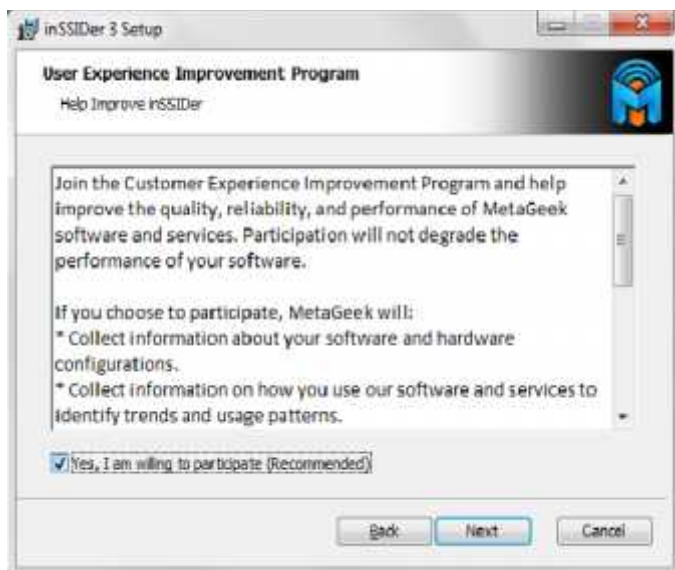 inSSIDer 3 Setup
User Experience Improvement Program
Help Improve inSSIDer
Join the Customer Experience Improvement Program and help
improve the quality, reliability, and performance of MetaGeek
software and services. Participation will not degrade the
performance of your software.
If you choose to participate, MetaGeek will:
* Collect information about your software and hardware
configurations.
* Collect information on how you use our software and services to
identify trends and usage patterns.
Yes, I am willing to participate (Recommended)
Back Next Cancel